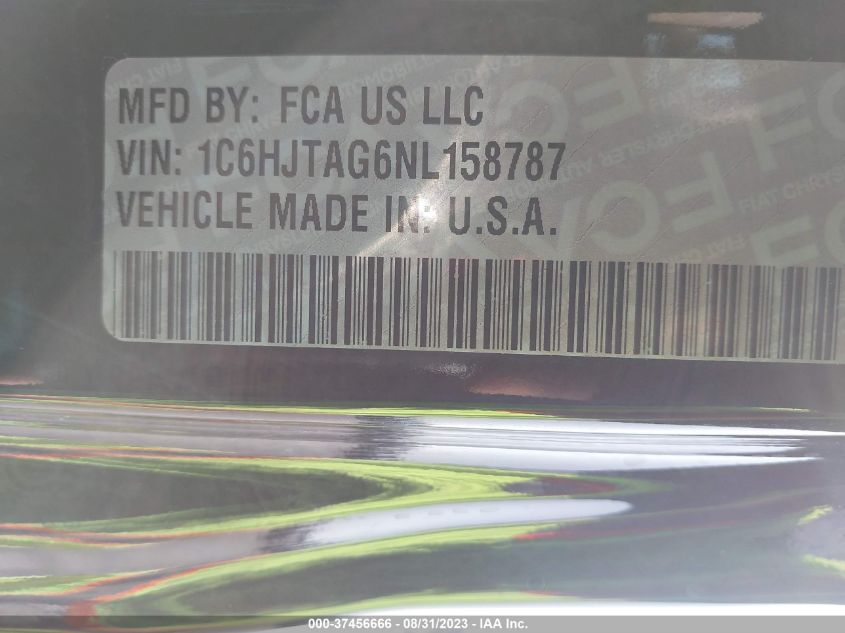 MFD BY: FCA US LLC
VIN: 1C6HJTAG6NL158787
VEHICLE MADE IN: U.S.A.
000-37456666 - 08/31/2023 - IAA Inc.